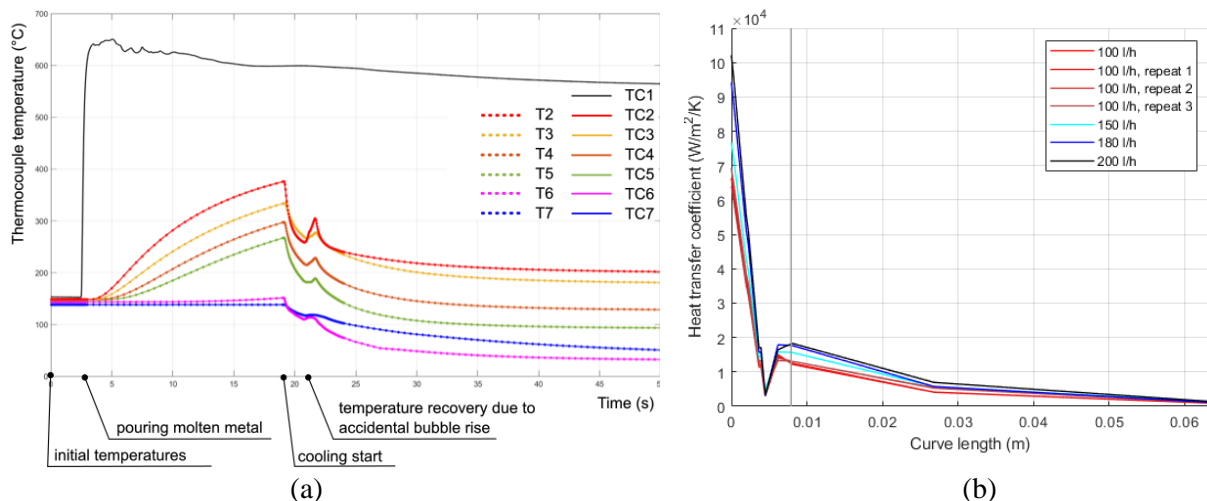 Thermocouple temperature (°C)
700
600
500
400
300
200
100
0
0 5 10 15 20 25 30 35 40 45 50
Time (s)
TC1
T2 TC2
T3 TC3
T4 TC4
T5 TC5
T6 TC6
T7 TC7
temperature recovery due to
accidental bubble rise
pouring molten metal
initial temperatures
cooling start
(a)
Heat transfer coefficient (W/m²/K)
×10⁴
11
10
9
8
7
6
5
4
3
2
1
0
0 0.01 0.02 0.03 0.04 0.05 0.06
Curve length (m)
100 l/h
100 l/h, repeat 1
100 l/h, repeat 2
100 l/h, repeat 3
150 l/h
180 l/h
200 l/h
(b)